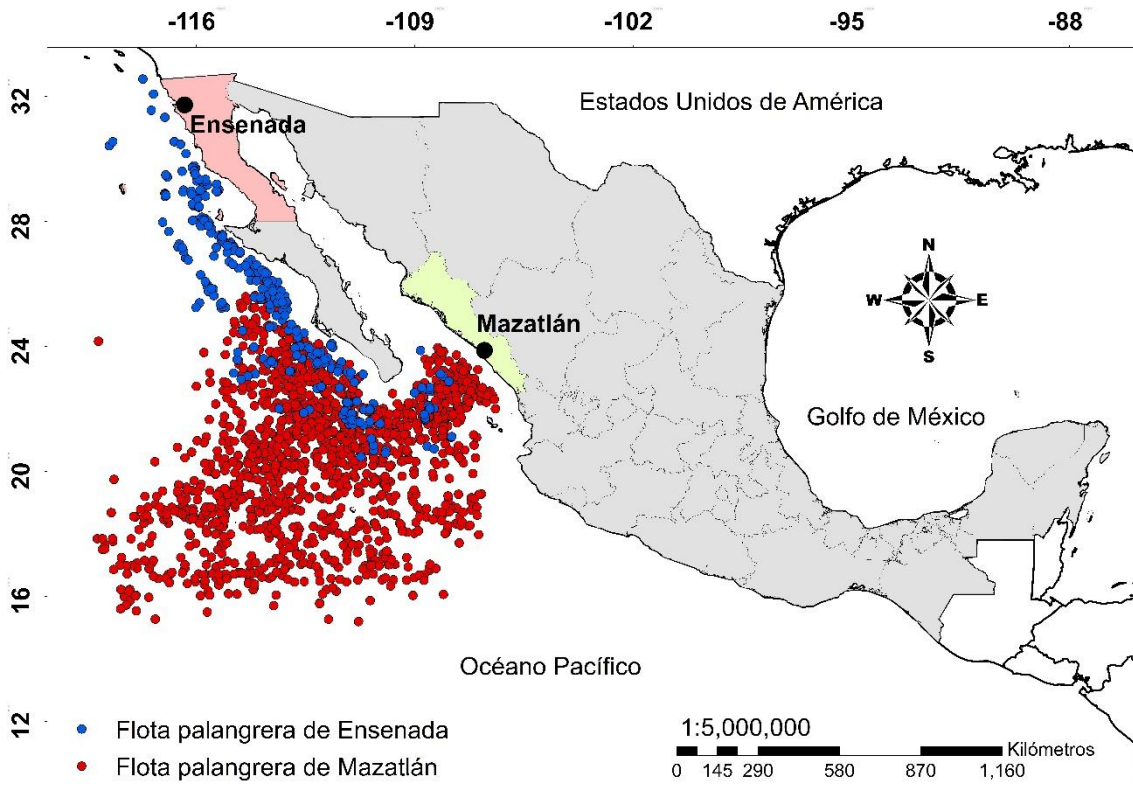 -116 -109 -102 -95 -88
32
28
24
20
16
12
Estados Unidos de América
Ensenada
N
W E
S
Mazatlán
Golfo de México
Océano Pacífico
Flota palangrera de Ensenada
Flota palangrera de Mazatlán
1:5,000,000
Kilómetros
0 145 290 580 870 1,160